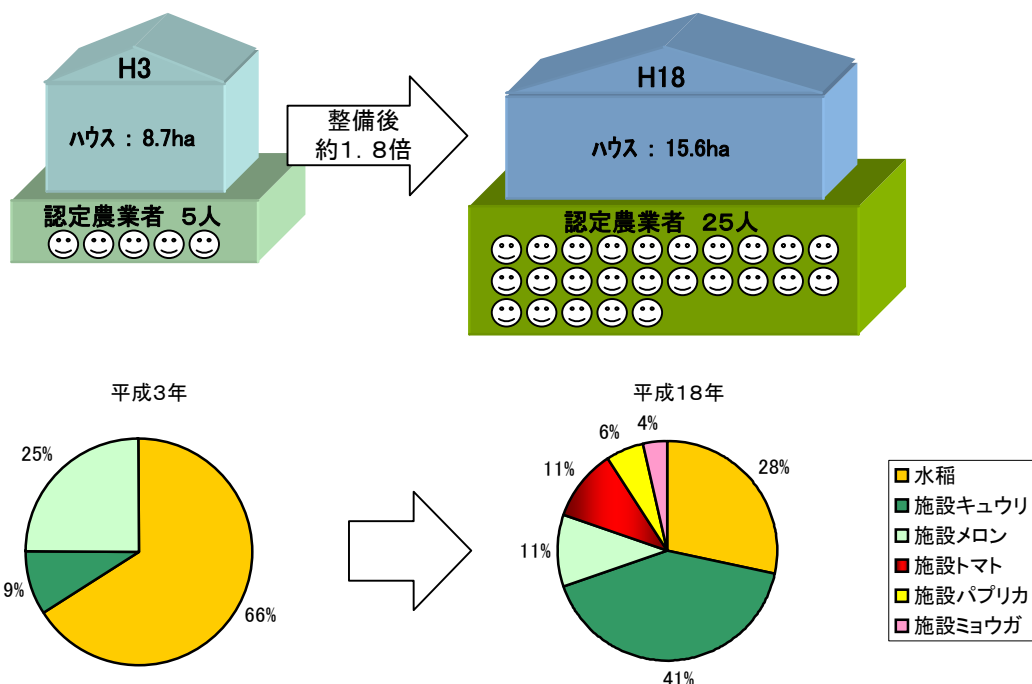 H3
ハウス : 8.7ha
認定農業者 5人
整備後
約1.8倍
H18
ハウス : 15.6ha
認定農業者 25人
平成3年
25%
9%
66%
平成18年
4%
6%
11%
11%
28%
41%
水稲
施設キュウリ
施設メロン
施設トマト
施設パプリカ
施設ミョウガ